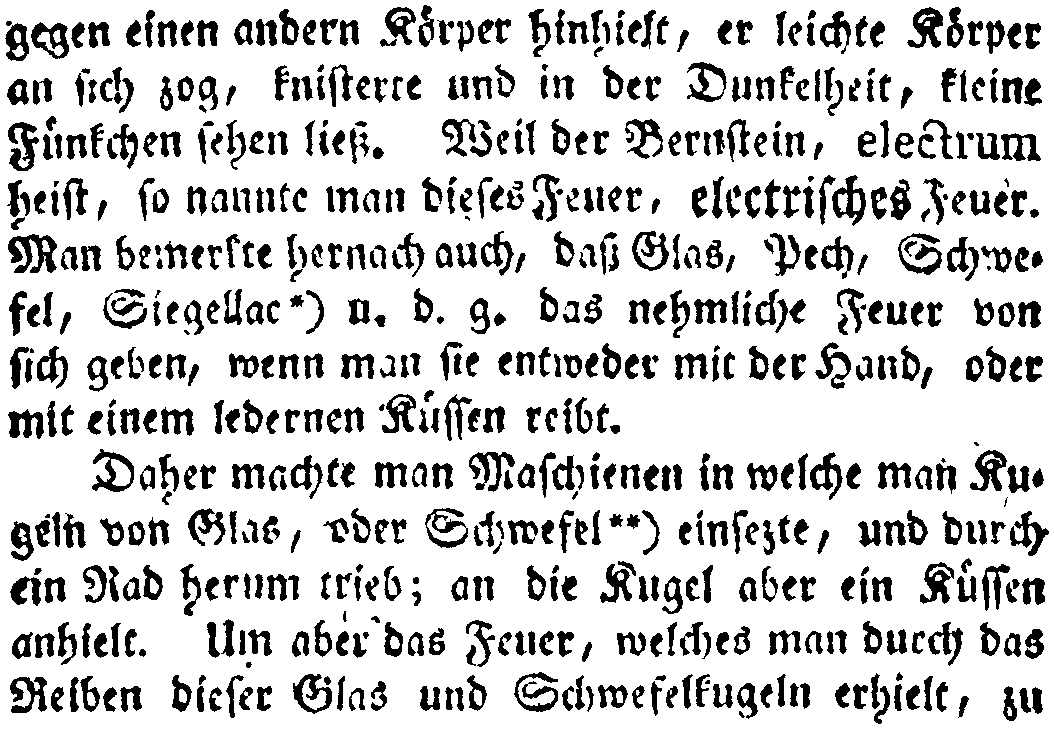 gegen einen andern Körper hinhielt, er leichte Körper
an sich zog, knisterte und in der Dunkelheit, kleine
Fünkchen sehen ließ. Weil der Bernstein, electrum
heist, so nannte man dieses Feuer, electrisches Feuer.
Man bemerkte hernach auch, daß Glas, Pech, Schwe-
fel, Siegellac*) u. d. g. das nehmliche Feuer von
sich geben, wenn man sie entweder mit der Hand, oder
mit einem ledernen Küssen reibt.
Daher machte man Maschienen in welche man Ku-
geln von Glas, oder Schwefel**) einsezte, und durch
ein Rad herum trieb; an die Kugel aber ein Küssen
anhielt. Um aber das Feuer, welches man durch das
Reiben dieser Glas und Schwefelkugeln erhielt, zu